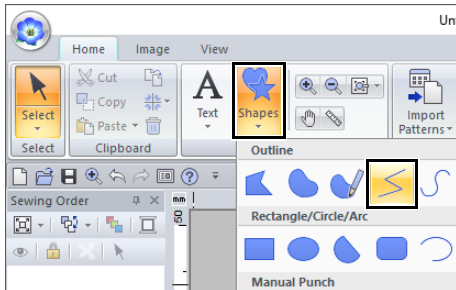 Un
Home Image View
Cut
Copy
Paste
Select
Text
Shapes
Import
Patterns
Select
Clipboard
Outline
Sewing Order
mm
50
Rectangle/Circle/Arc
Manual Punch